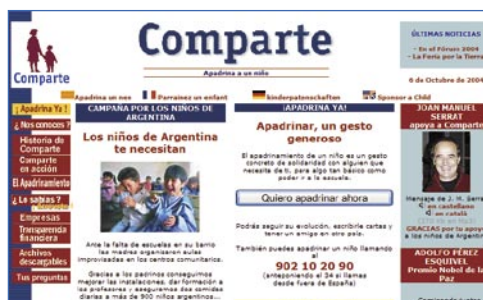 Comparte
Apadrina a un niño
Comparte
ÚLTIMAS NOTICIAS
- En el Fórum 2004
- La Feria por la Tierra
6 de Octubre de 2004
Apadrina un nen
Parrainez un enfant
kinderpatenschaften
Sponsor a Child
¡ Apadrina Ya !
¿ Nos conoces ?
Historia de
Comparte
Comparte
en acción
El Apadrinamiento
¿ Lo sabías ?
Empresas
Transparencia
financiera
Archivos
descargables
Tus preguntas
CAMPAÑA POR LOS NIÑOS DE
ARGENTINA
Los niños de Argentina
te necesitan
Ante la falta de escuelas en su barrio
las madres organizaron aulas
improvisadas en los centros comunitarios.
Gracias a los padrinos conseguimos
mejorar las instalaciones, dar formación a
los profesores y aseguramos dos comidas
diarias a más de 900 niños argentinos...
¡APADRINA YA!
Apadrinar, un gesto
generoso
El apadrinamiento de un niño es un gesto
concreto de solidaridad con alguien que
necesita de ti, para algo tan básico como
poder ir a la escuela.
Quiero apadrinar ahora
Podrás seguir su evolución, escribirle cartas y
tener un amigo en otro país.
También puedes apadrinar un niño llamando
al
902 10 20 90
(anteponiendo el 34 si llamas
desde fuera de España)
JOAN MANUEL
SERRAT
apoya a Comparte
Mensaje de J. M. Serrat
en castellano
en català
GRACIAS por tu apoyo
a los niños de Argentina
ADOLFO PÉREZ
ESQUIVEL
Premio Nobel de la
Paz